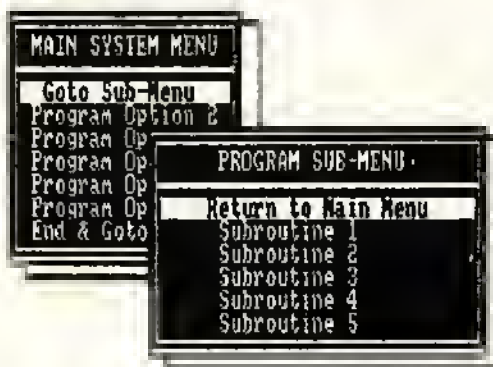 MAIN SYSTEM MENU
Goto Sub-Menu
Program Option 2
Program Op
Program Op
Program Op
Program Op
End & Goto
PROGRAM SUB-MENU
Return to Main Menu
Subroutine 1
Subroutine 2
Subroutine 3
Subroutine 4
Subroutine 5